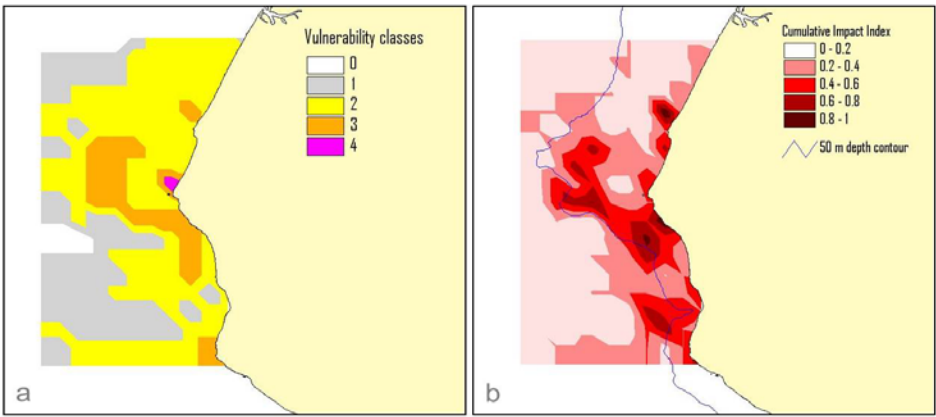 Vulnerability classes
0
1
2
3
4
a
Cumulative Impact Index
0 - 0.2
0.2 - 0.4
0.4 - 0.6
0.6 - 0.8
0.8 - 1
50 m depth contour
b